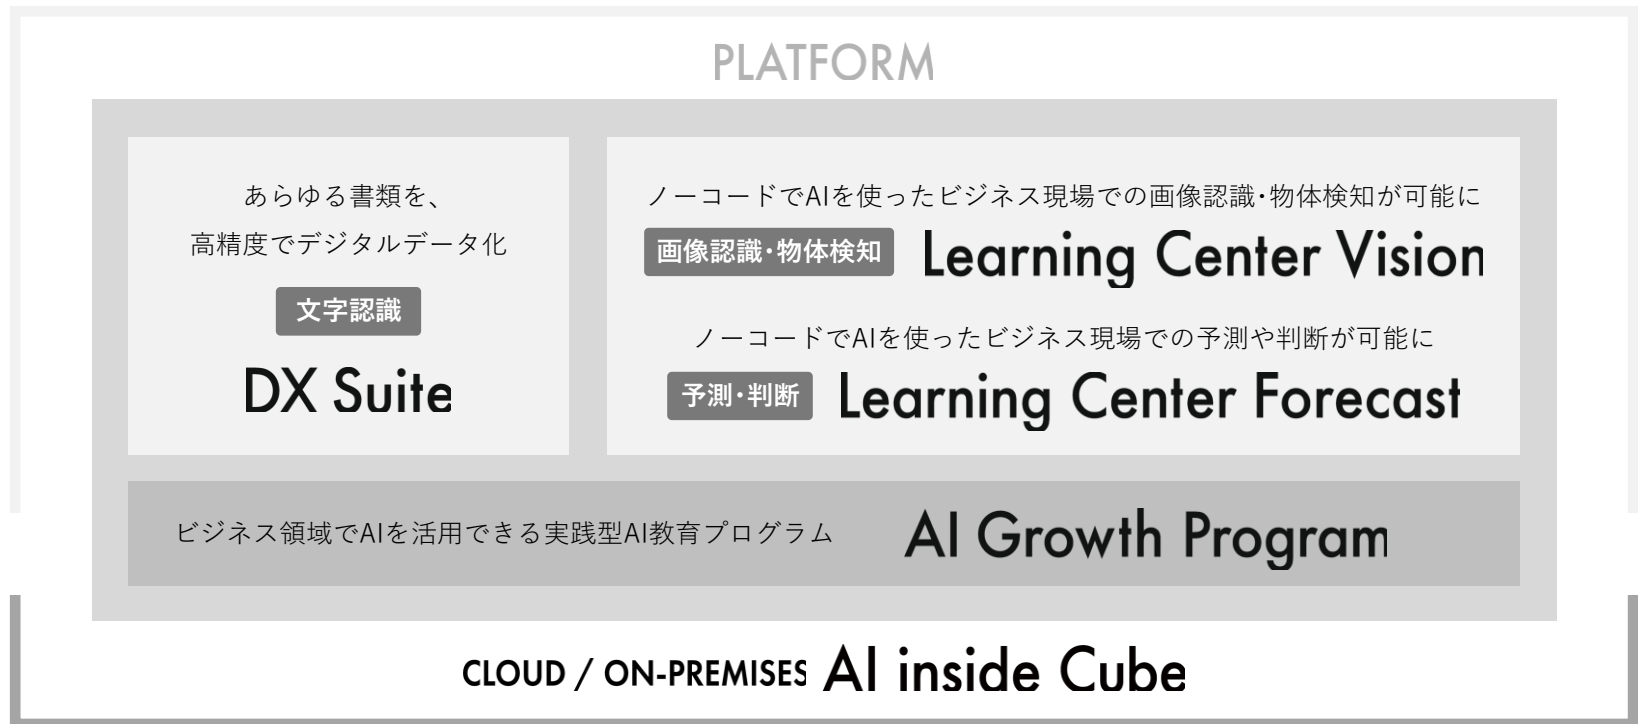 PLATFORM
あらゆる書類を、
高精度でデジタルデータ化
文字認識
DX Suite
ノーコードでAIを使ったビジネス現場での画像認識・物体検知が可能に
画像認識・物体検知 Learning Center Vision
ノーコードでAIを使ったビジネス現場での予測や判断が可能に
予測・判断 Learning Center Forecast
ビジネス領域でAIを活用できる実践型AI教育プログラム AI Growth Program
CLOUD / ON-PREMISES AI inside Cube